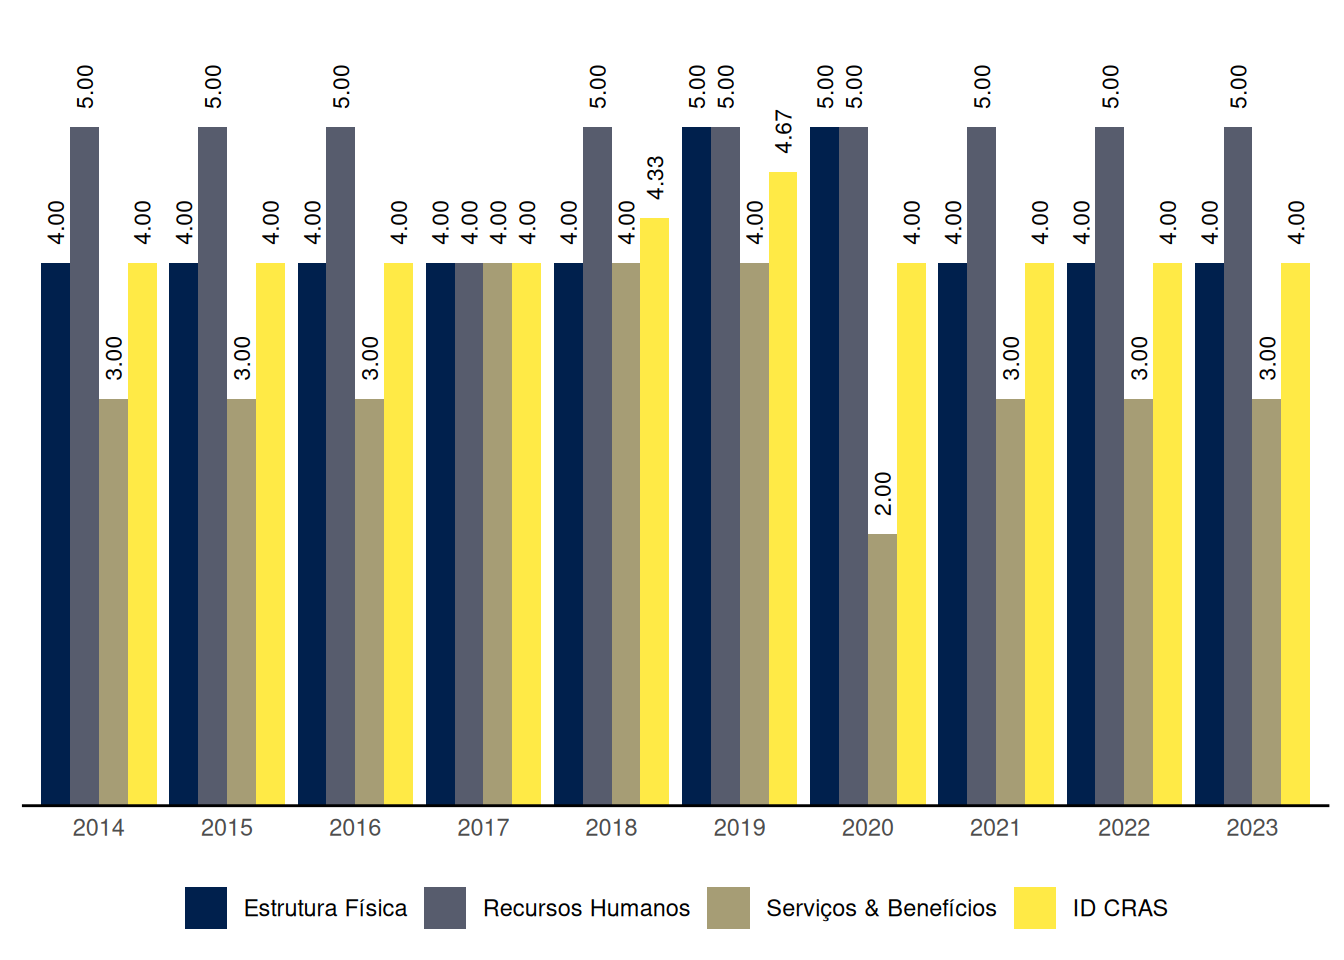 5.00 5.00 5.00 5.00 5.00 5.00 5.00 5.00 5.00 5.00 5.00
4.67
4.33
4.00 4.00 4.00 4.00 4.00 4.00 4.00 4.00 4.00 4.00 4.00 4.00 4.00 4.00 4.00 4.00 4.00 4.00 4.00 4.00
3.00 3.00 3.00 3.00 3.00 3.00
2.00
2014 2015 2016 2017 2018 2019 2020 2021 2022 2023
Estrutura Física Recursos Humanos Serviços & Benefícios ID CRAS